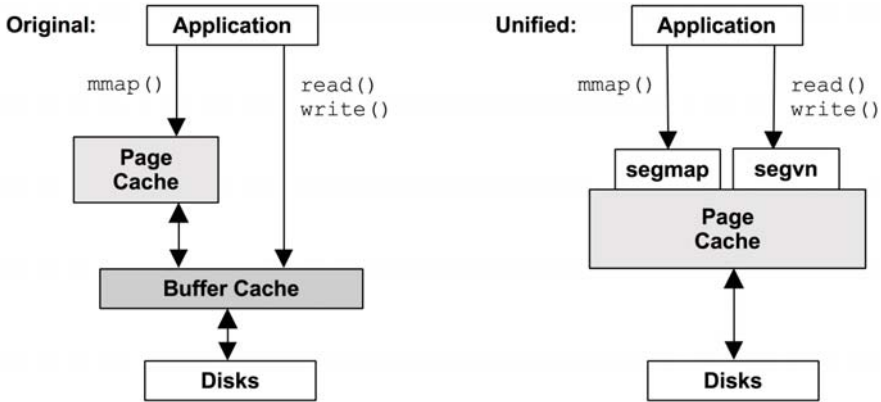 Original:
Application
mmap()
read()
write()
Page
Cache
Buffer Cache
Disks
Unified:
Application
mmap()
read()
write()
segmap
segvn
Page
Cache
Disks